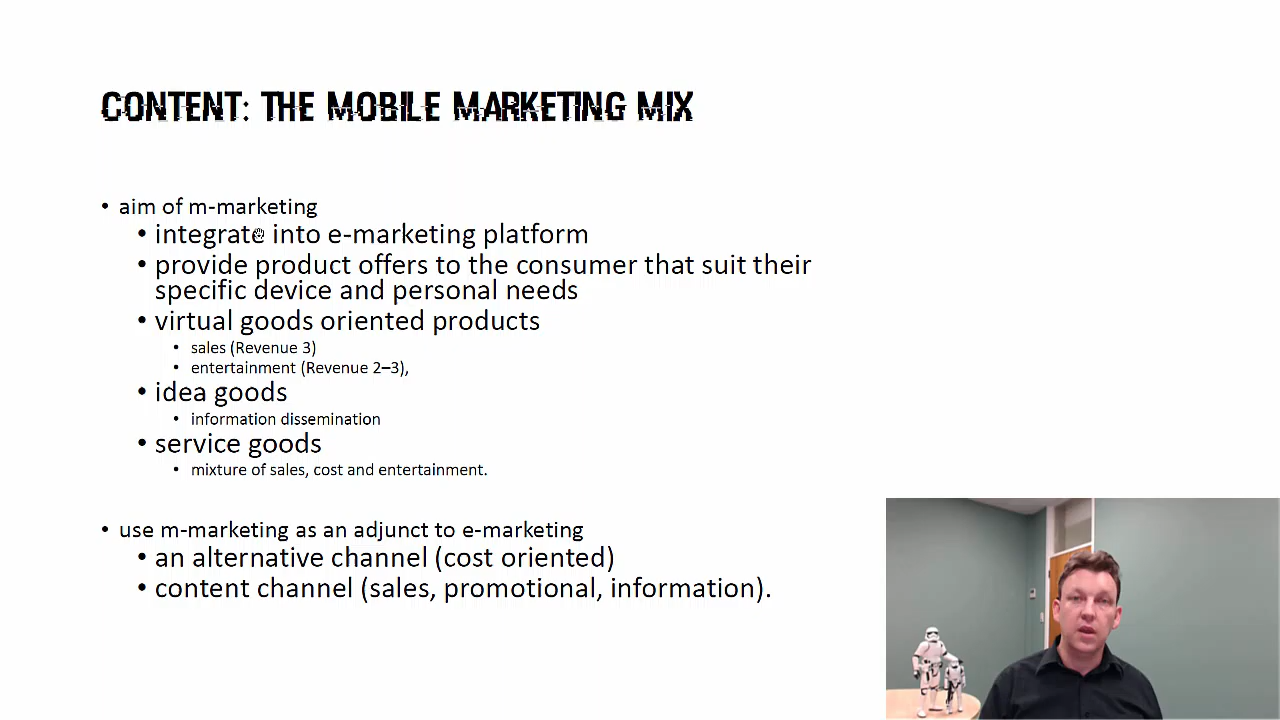 CONTENT: THE MOBILE MARKETING MIX
• aim of m-marketing
• integrate into e-marketing platform
• provide product offers to the consumer that suit their
specific device and personal needs
• virtual goods oriented products
• sales (Revenue 3)
• entertainment (Revenue 2–3),
• idea goods
• information dissemination
• service goods
• mixture of sales, cost and entertainment.
• use m-marketing as an adjunct to e-marketing
• an alternative channel (cost oriented)
• content channel (sales, promotional, information).